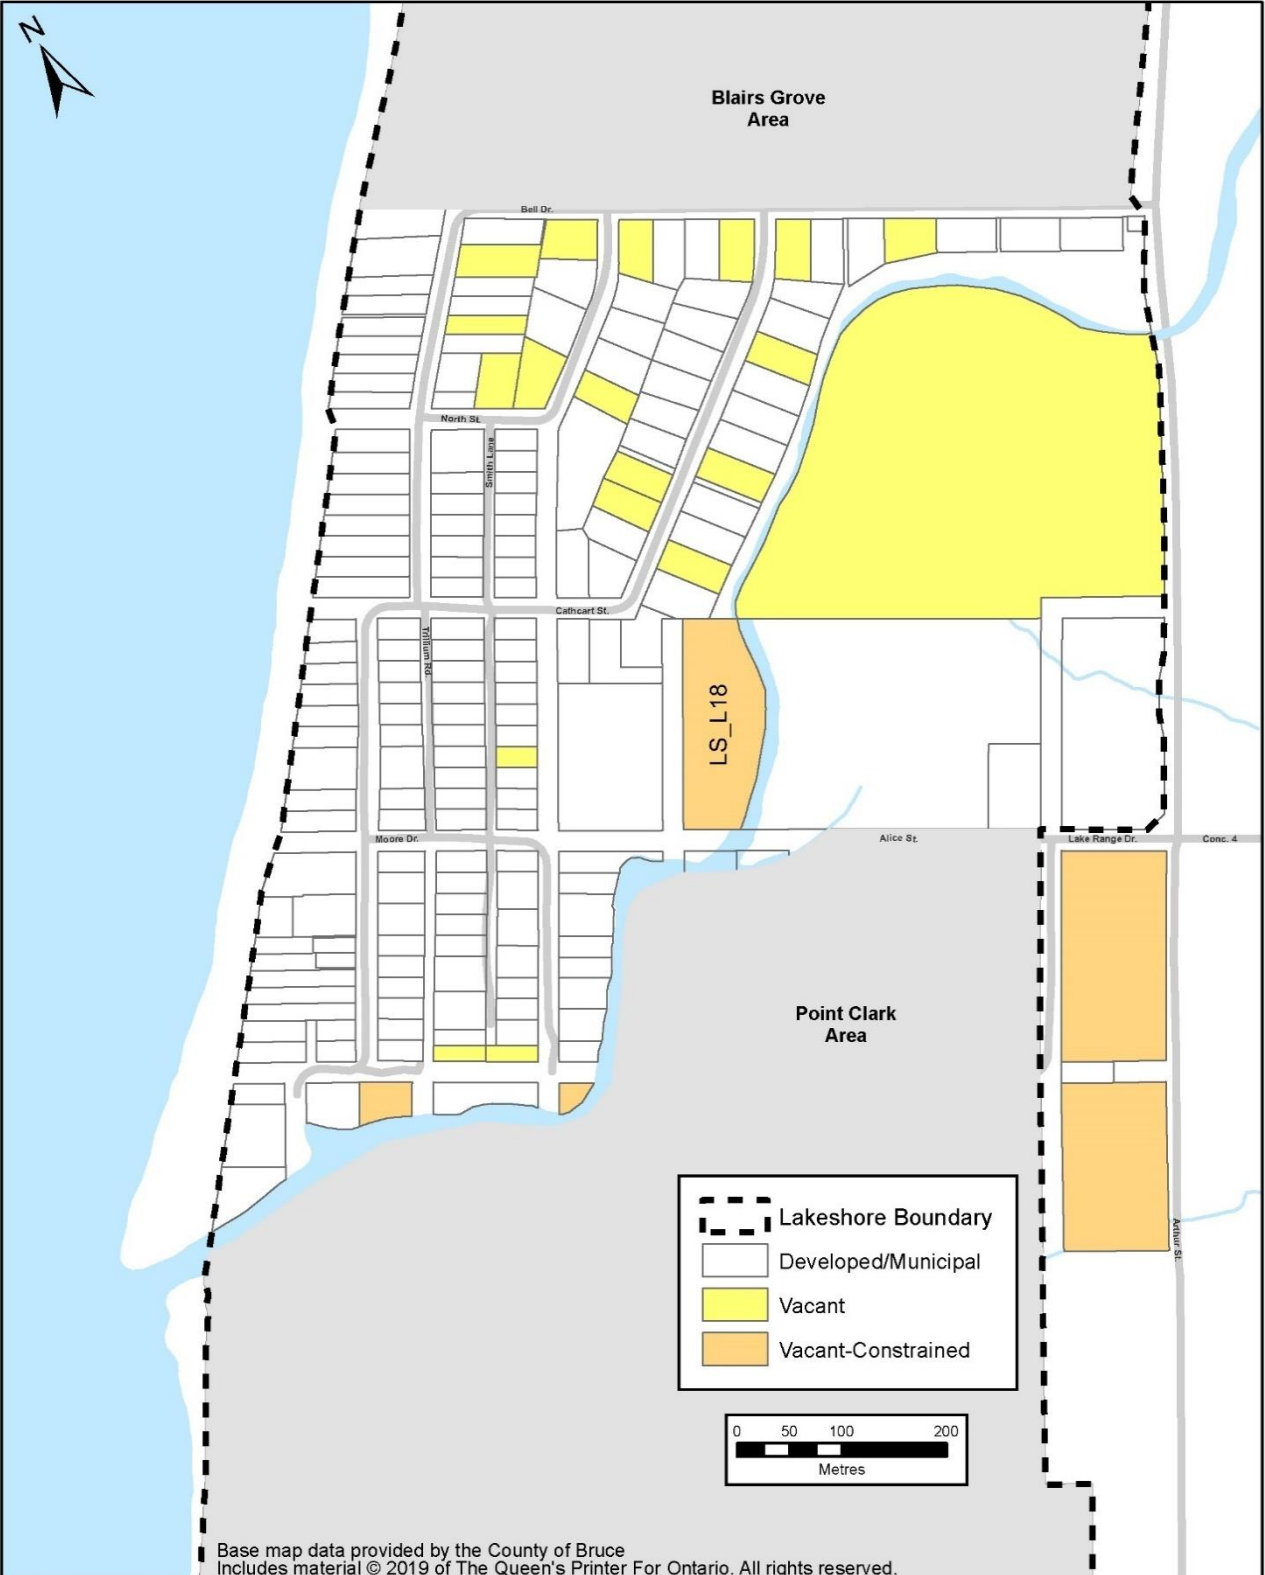 N
Blairs Grove
Area
Bell Dr.
North St.
Smith Lane
Cathcart St.
Trillium Rd.
LS_L18
Moore Dr.
Alice St.
Lake Range Dr.
Conc. 4
Point Clark
Area
Arthur St.
Lakeshore Boundary
Developed/Municipal
Vacant
Vacant-Constrained
0 50 100 200
Metres
Base map data provided by the County of Bruce
Includes material © 2019 of The Queen's Printer For Ontario. All rights reserved.